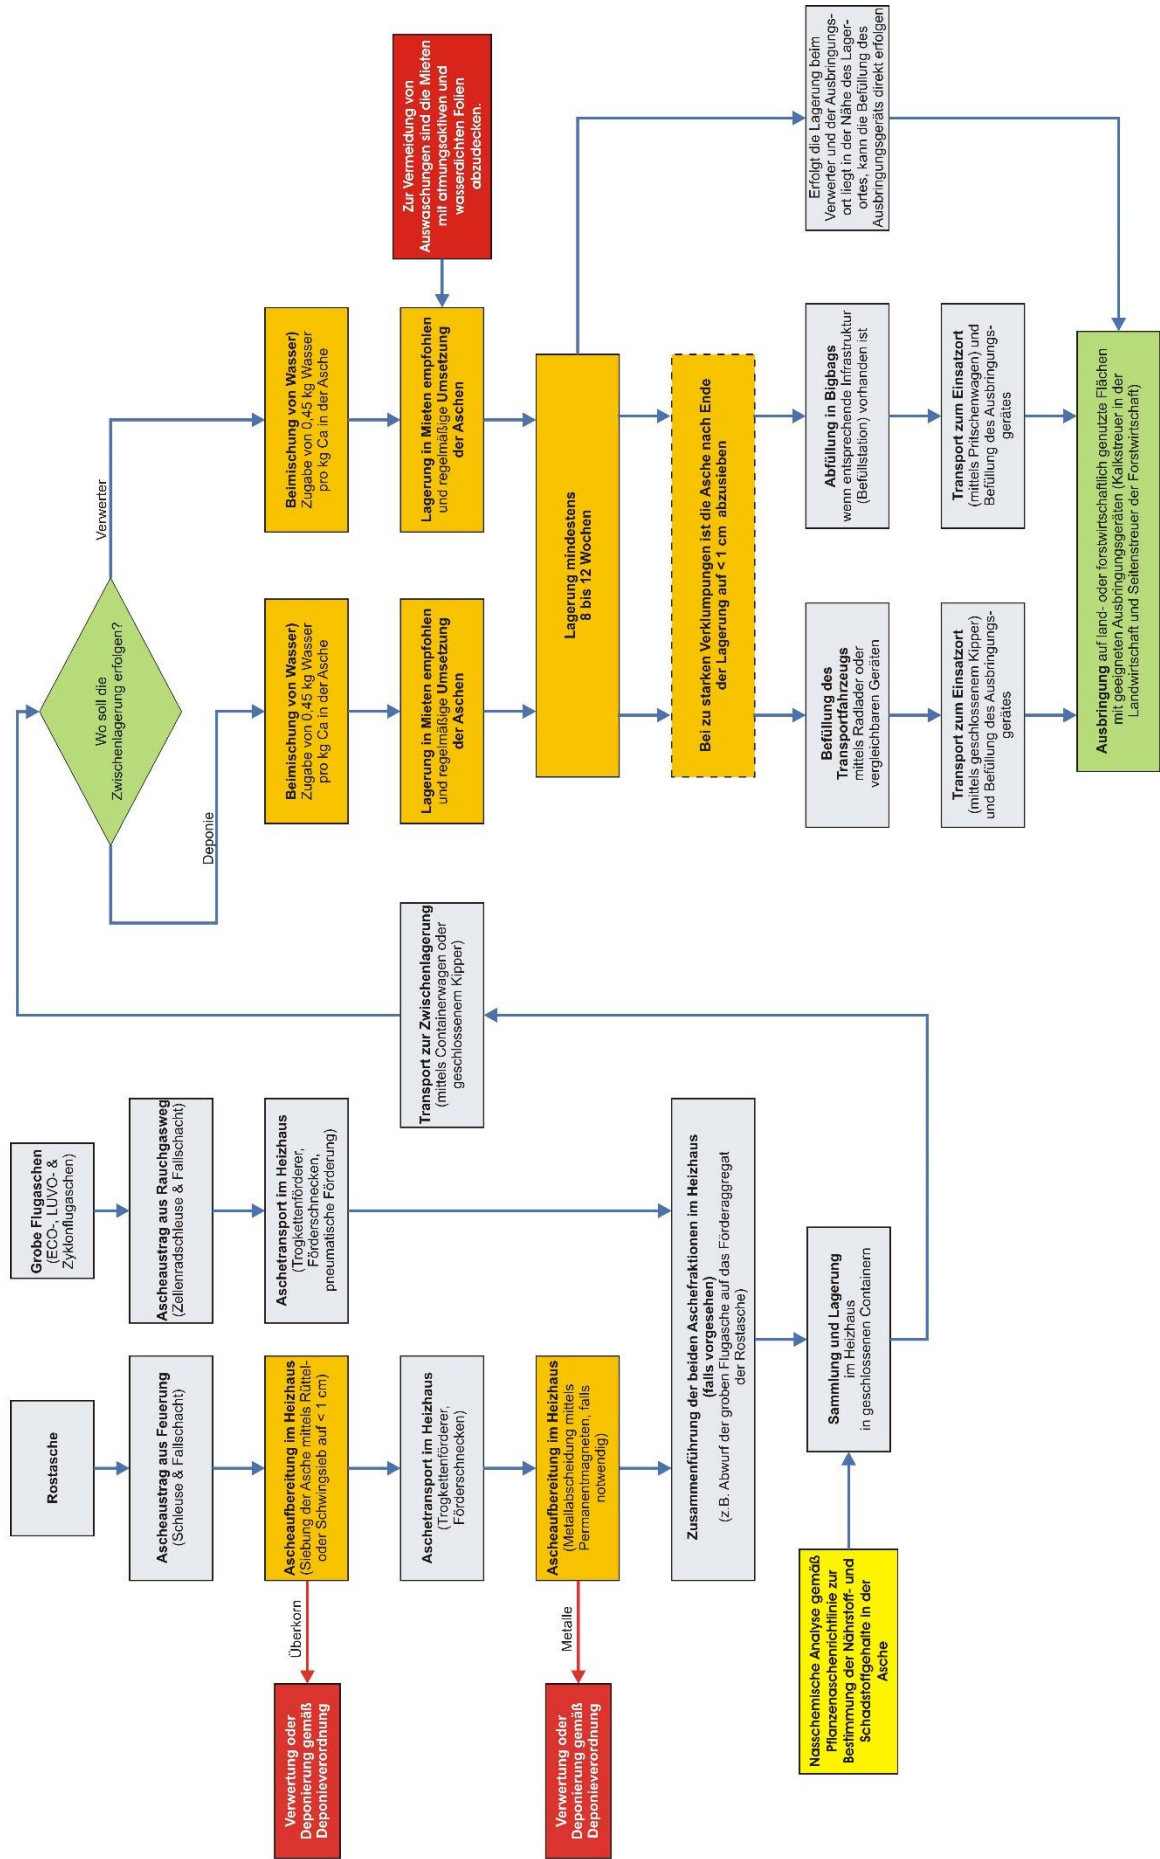 Rostasche
Ascheaustrag aus Feuerung
(Schleuse & Fallschacht)
Ascheaufbereitung im Heizhaus
(Siebung der Asche mittels Rüttel-
oder Schwingsieb auf < 1 cm)
Überkorn
Verwertung oder
Deponierung gemäß
Deponieverordnung
Aschetransport im Heizhaus
(Trogkettenförderer,
Förderschnecken)
Ascheaufbereitung im Heizhaus
(Metallabscheidung mittels
Permanentmagneten, falls
notwendig)
Metalle
Verwertung oder
Deponierung gemäß
Deponieverordnung
Grobe Flugaschen
(ECO-, LUVO- &
Zyklonflugaschen)
Ascheaustrag aus Rauchgasweg
(Zellenradschleuse & Fallschacht)
Aschetransport im Heizhaus
(Trogkettenförderer,
Förderschnecken,
pneumatische Förderung)
Zusammenführung der beiden Aschefraktionen im Heizhaus
(falls vorgesehen)
(z.B. Abwurf der groben Flugasche auf das Förderaggregat
der Rostasche)
Nasschemische Analyse gemäß
Pflanzenaschenrichtlinie zur
Bestimmung der Nährstoff- und
Schadstoffgehalte in der
Asche
Sammlung und Lagerung
im Heizhaus
in geschlossenen Containern
Transport zur Zwischenlagerung
(mittels Containerwagen oder
geschlossenem Kipper)
Wo soll die
Zwischenlagerung erfolgen?
Deponie
Verwerter
Beimischung von Wasser)
Zugabe von 0,45 kg Wasser
pro kg Ca in der Asche
Beimischung von Wasser)
Zugabe von 0,45 kg Wasser
pro kg Ca in der Asche
Lagerung in Mieten empfohlen
und regelmäßige Umsetzung
der Aschen
Lagerung in Mieten empfohlen
und regelmäßige Umsetzung
der Aschen
Zur Vermeidung von
Auswaschungen sind die Mieten
mit atmungsaktiven und
wasserdichten Folien
abzudecken.
Lagerung mindestens
8 bis 12 Wochen
Bei zu starken Verklumpungen ist die Asche nach Ende
der Lagerung auf < 1 cm abzusieben
Befüllung des
Transportfahrzeugs
mittels Radlader oder
vergleichbaren Geräten
Abfüllung in Bigbags
wenn entsprechende Infrastruktur
(Befüllstation) vorhanden ist
Erfolgt die Lagerung beim
Verwerter und der Ausbringungs-
ort liegt in der Nähe des Lager-
ortes, kann die Befüllung des
Ausbringungsgeräts direkt erfolgen
Transport zum Einsatzort
(mittels geschlossenem Kipper)
und Befüllung des Ausbringungs-
gerätes
Transport zum Einsatzort
(mittels Pritschenwagen) und
Befüllung des Ausbringungs-
gerätes
Ausbringung auf land- oder forstwirtschaftlich genutzte Flächen
mit geeigneten Ausbringungsgeräten (Kalkstreuer in der
Landwirtschaft und Seitenstreuer der Forstwirtschaft)